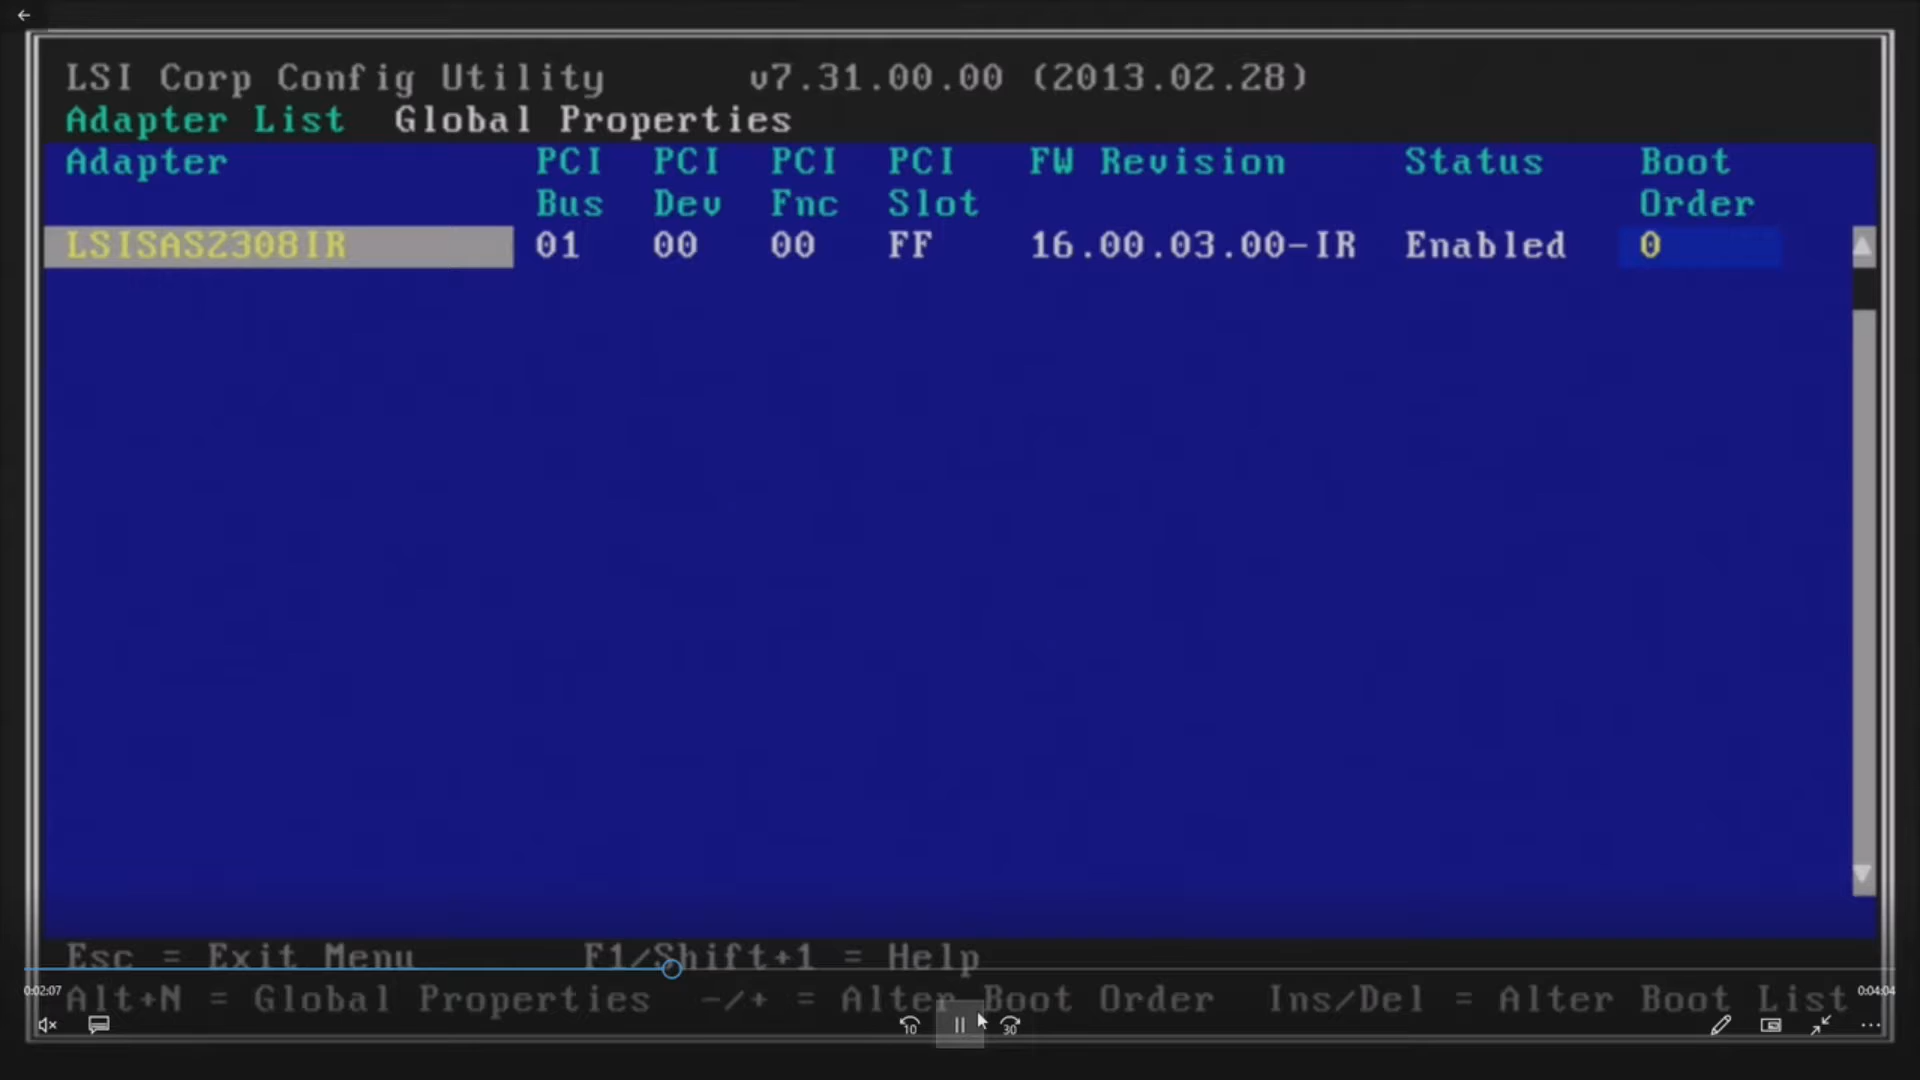 LSI Corp Config Utility v7.31.00.00 (2013.02.28)
Adapter List Global Properties
Adapter PCI PCI PCI PCI FW Revision Status Boot
Bus Dev Fnc Slot Order
LSISAS2308IR 01 00 00 FF 16.00.03.00-IR Enabled 0
Esc = Exit Menu F1/Shift+1 = Help
0:02:07 0:04:04
Alt+N = Global Properties -/+ = Alter Boot Order Ins/Del = Alter Boot List
10 30